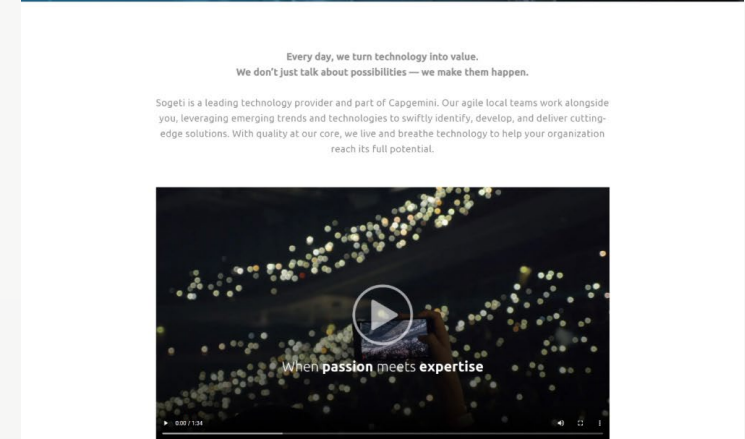 Every day, we turn technology into value.
We don't just talk about possibilities — we make them happen.
Sogeti is a leading technology provider and part of Capgemini. Our agile local teams work alongside
you, leveraging emerging trends and technologies to swiftly identify, develop, and deliver cutting-
edge solutions. With quality at our core, we live and breathe technology to help your organization
reach its full potential.
When passion meets expertise
0:00 / 1:34